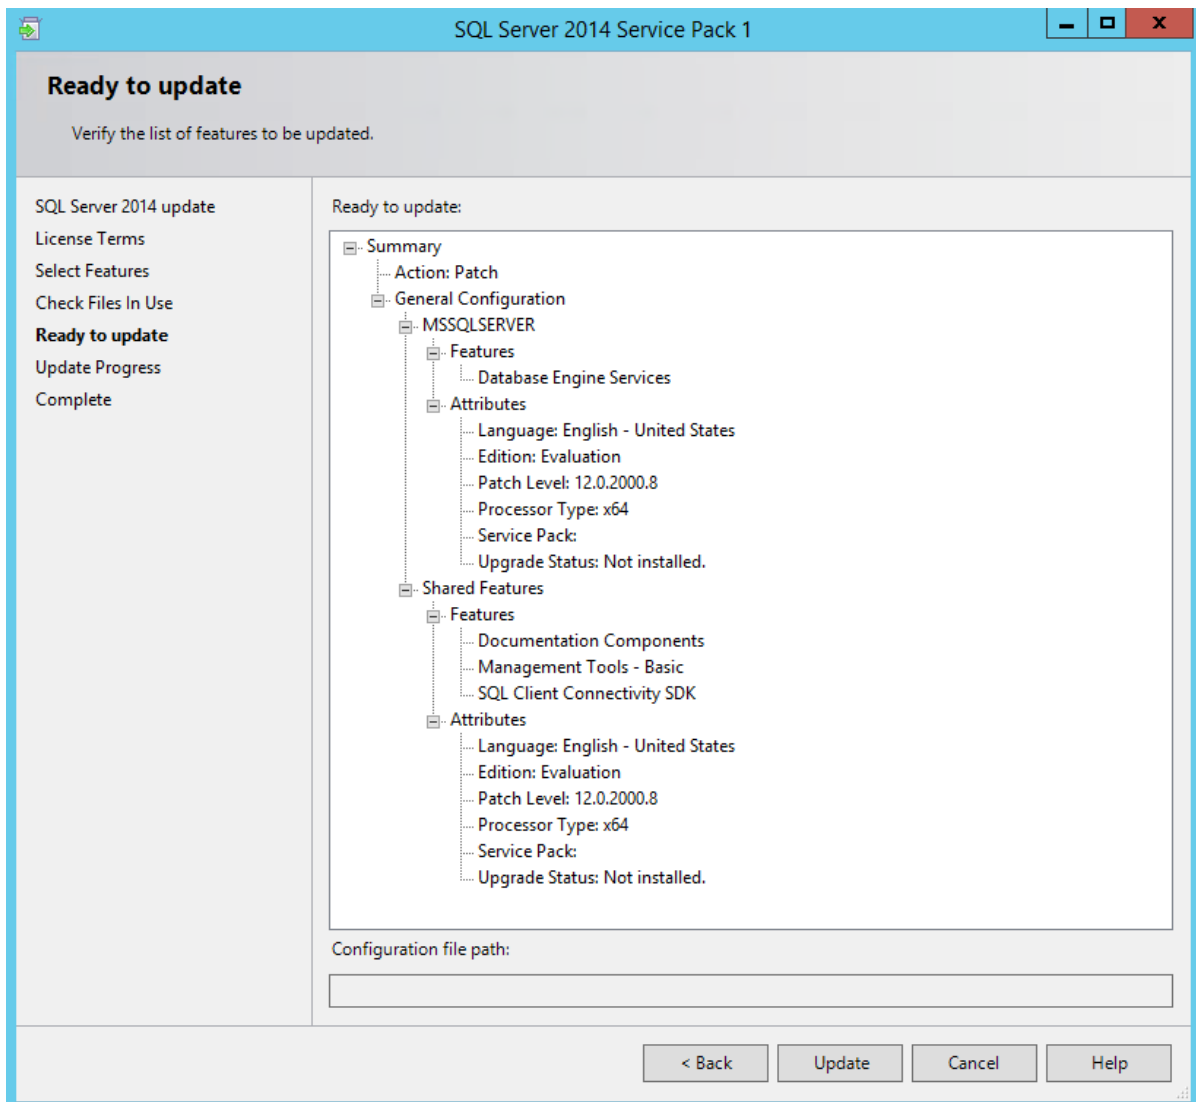 SQL Server 2014 Service Pack 1
Ready to update
Verify the list of features to be updated.
SQL Server 2014 update
License Terms
Select Features
Check Files In Use
Ready to update
Update Progress
Complete
Ready to update:
Summary
Action: Patch
General Configuration
MSSQLSERVER
Features
Database Engine Services
Attributes
Language: English - United States
Edition: Evaluation
Patch Level: 12.0.2000.8
Processor Type: x64
Service Pack:
Upgrade Status: Not installed.
Shared Features
Features
Documentation Components
Management Tools - Basic
SQL Client Connectivity SDK
Attributes
Language: English - United States
Edition: Evaluation
Patch Level: 12.0.2000.8
Processor Type: x64
Service Pack:
Upgrade Status: Not installed.
Configuration file path:
< Back
Update
Cancel
Help